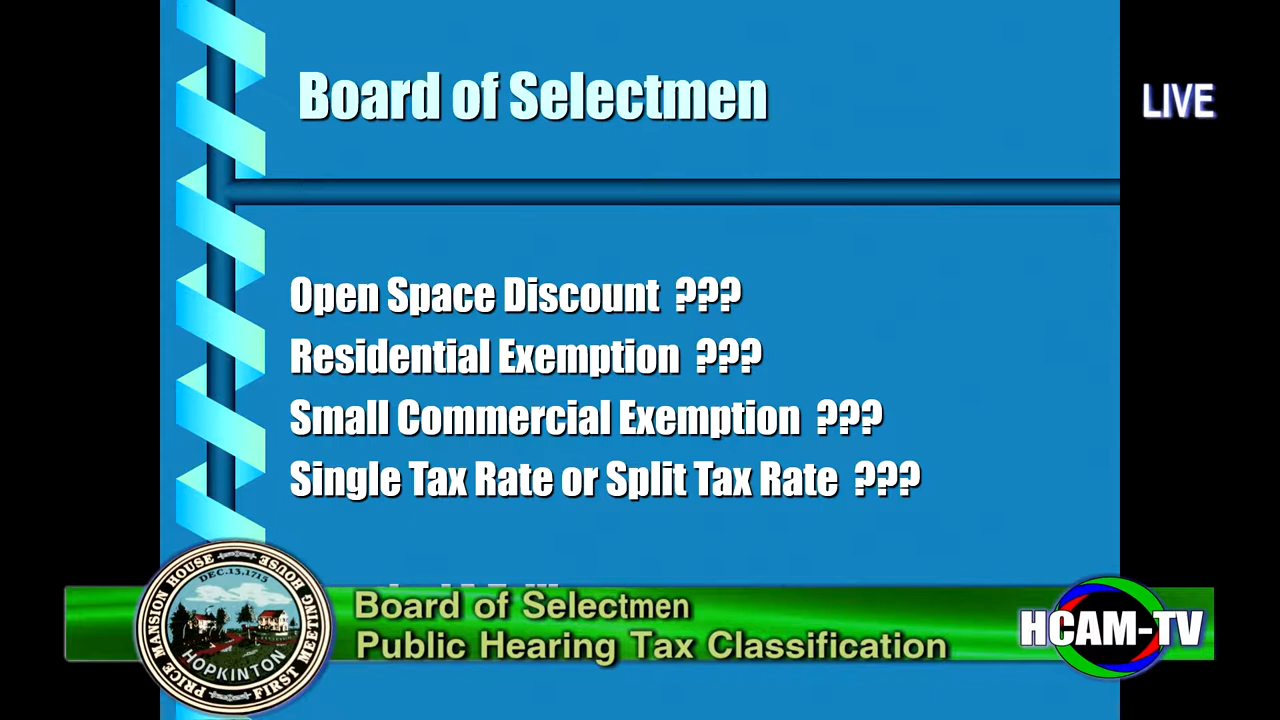 Board of Selectmen
LIVE
Open Space Discount ???
Residential Exemption ???
Small Commercial Exemption ???
Single Tax Rate or Split Tax Rate ???
Board of Selectmen
Public Hearing Tax Classification
HCAM-TV
PRICE MANSION HOUSE
FIRST MEETING HOUSE
DEC.13.1715
HOPKINTON